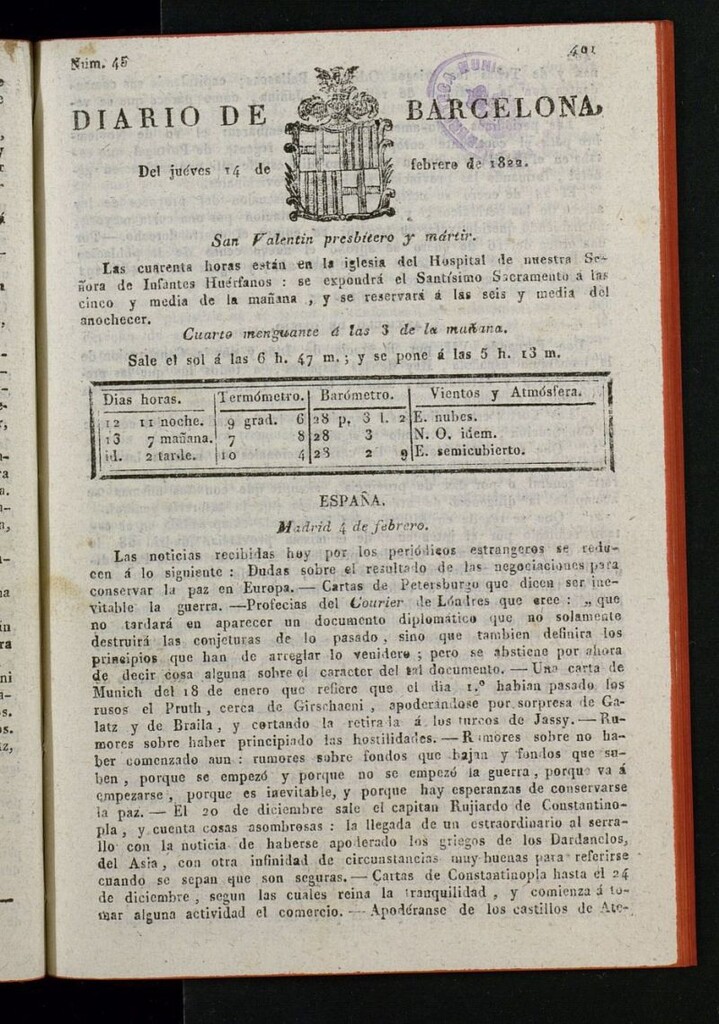 Núm. 45
401
DIARIO DE BARCELONA,
Del juéves 14 de febrero de 1822.
San Valentin presbítero y mártir.
Las cuarenta horas están en la iglesia del Hospital de nuestra Se-
ñora de Infantes Huérfanos : se expondrá el Santísimo Sacramento á las
cinco y media de la mañana , y se reservará á las seis y media del
anochecer.
Cuarto menguante á las 3 de la mañana.
Sale el sol á las 6 h. 47 m. ; y se pone á las 5 h. 13 m.
Dias horas. Termómetro. Barómetro. Vientos y Atmósfera.
12 11 noche. 9 grad. 6 28 p. 3 l. 2 E. nubes.
13 7 mañana. 7 8 28 3 N. O. idem.
id. 2 tarde. 10 4 28 2 9 E. semicubierto.
ESPAÑA.
Madrid 4 de febrero.
Las noticias recibidas hoy por los periódicos estrangeros se redu-
cen á lo siguiente : Dudas sobre el resultado de las negociaciones para
conservar la paz en Europa. — Cartas de Petersburgo que dicen ser ine-
vitable la guerra. —Profecías del Courier de Lóndres que cree : „ que
no tardará en aparecer un documento diplomático que no solamente
destruirá las conjeturas de lo pasado , sino que tambien definirá los
principios que han de arreglar lo venidero ; pero se abstiene por ahora
de decir cosa alguna sobre el caracter del tal documento. — Una carta de
Munich del 18 de enero que refiere que el dia 1.º habian pasado los
rusos el Pruth , cerca de Girschaeni , apoderándose por sorpresa de Ga-
latz y de Braila , y cortando la retirada á los turcos de Jassy. — Ru-
mores sobre haber principiado las hostilidades. — Rumores sobre no ha-
ber comenzado aun : rumores sobre fondos que bajan y fondos que su-
ben , porque se empezó y porque no se empezó la guerra , porque va á
empezarse , porque es inevitable, y porque hay esperanzas de conservarse
la paz. — El 20 de diciembre sale el capitan Rujiardo de Constantino-
pla , y cuenta cosas asombrosas : la llegada de un estraordinario al serra-
llo con la noticia de haberse apoderado los griegos de los Dardanelos,
del Asia , con otra infinidad de circunstancias muy buenas para referirse
cuando se sepan que son seguras. — Cartas de Constantinopla hasta el 24
de diciembre , segun las cuales reina la tranquilidad , y comienza á to-
mar alguna actividad el comercio. — Apodéranse de los castillos de Ate-